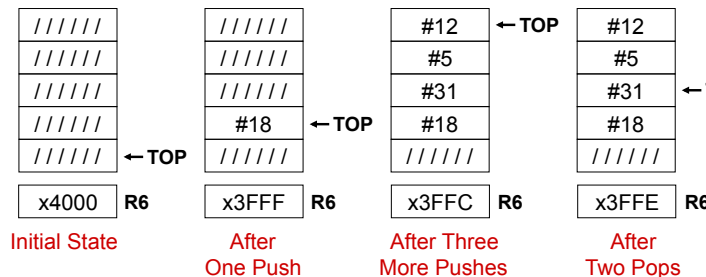 / / / / / /
/ / / / / /
/ / / / / /
/ / / / / /
/ / / / / / ← TOP
x4000 R6
Initial State
/ / / / / /
/ / / / / /
/ / / / / /
#18 ← TOP
/ / / / / /
x3FFF R6
After
One Push
#12 ← TOP
#5
#31
#18
/ / / / / /
x3FFC R6
After Three
More Pushes
#12
#5
#31 ←
#18
/ / / / / /
x3FFE R6
After
Two Pops